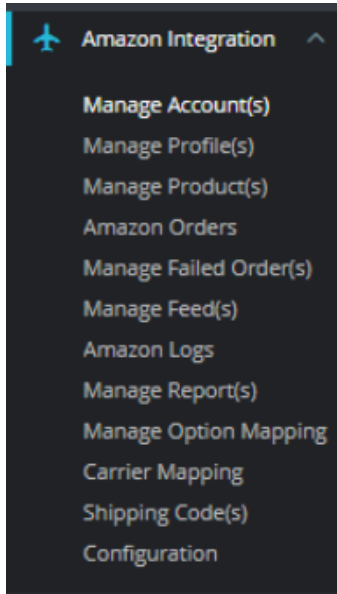 Amazon Integration
Manage Account(s)
Manage Profile(s)
Manage Product(s)
Amazon Orders
Manage Failed Order(s)
Manage Feed(s)
Amazon Logs
Manage Report(s)
Manage Option Mapping
Carrier Mapping
Shipping Code(s)
Configuration